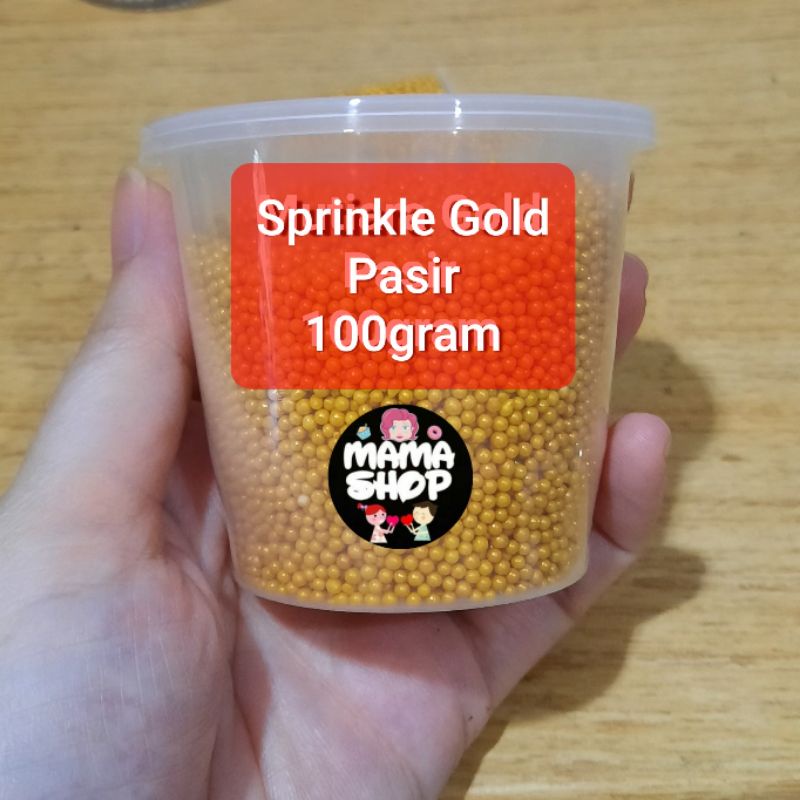 Sprinkle Gold
Pasir
100gram
MAMA
SHOP